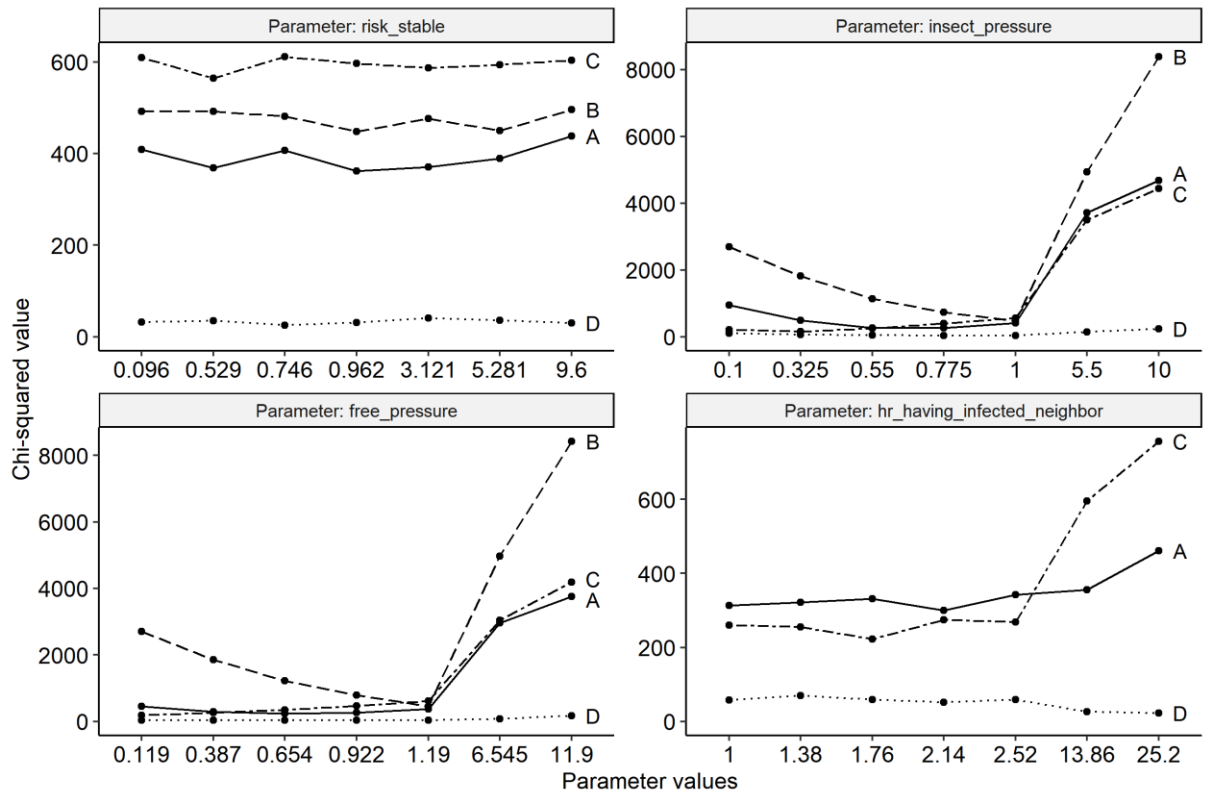 Parameter: risk_stable
Parameter: insect_pressure
600
400
200
0
C
B
A
D
0.096 0.529 0.746 0.962 3.121 5.281 9.6
8000
6000
4000
2000
0
B
A
C
D
0.1 0.325 0.55 0.775 1 5.5 10
Chi-squared value
Parameter: free_pressure
Parameter: hr_having_infected_neighbor
8000
6000
4000
2000
0
B
C
A
D
0.119 0.387 0.654 0.922 1.19 6.545 11.9
600
400
200
0
C
A
D
1 1.38 1.76 2.14 2.52 13.86 25.2
Parameter values